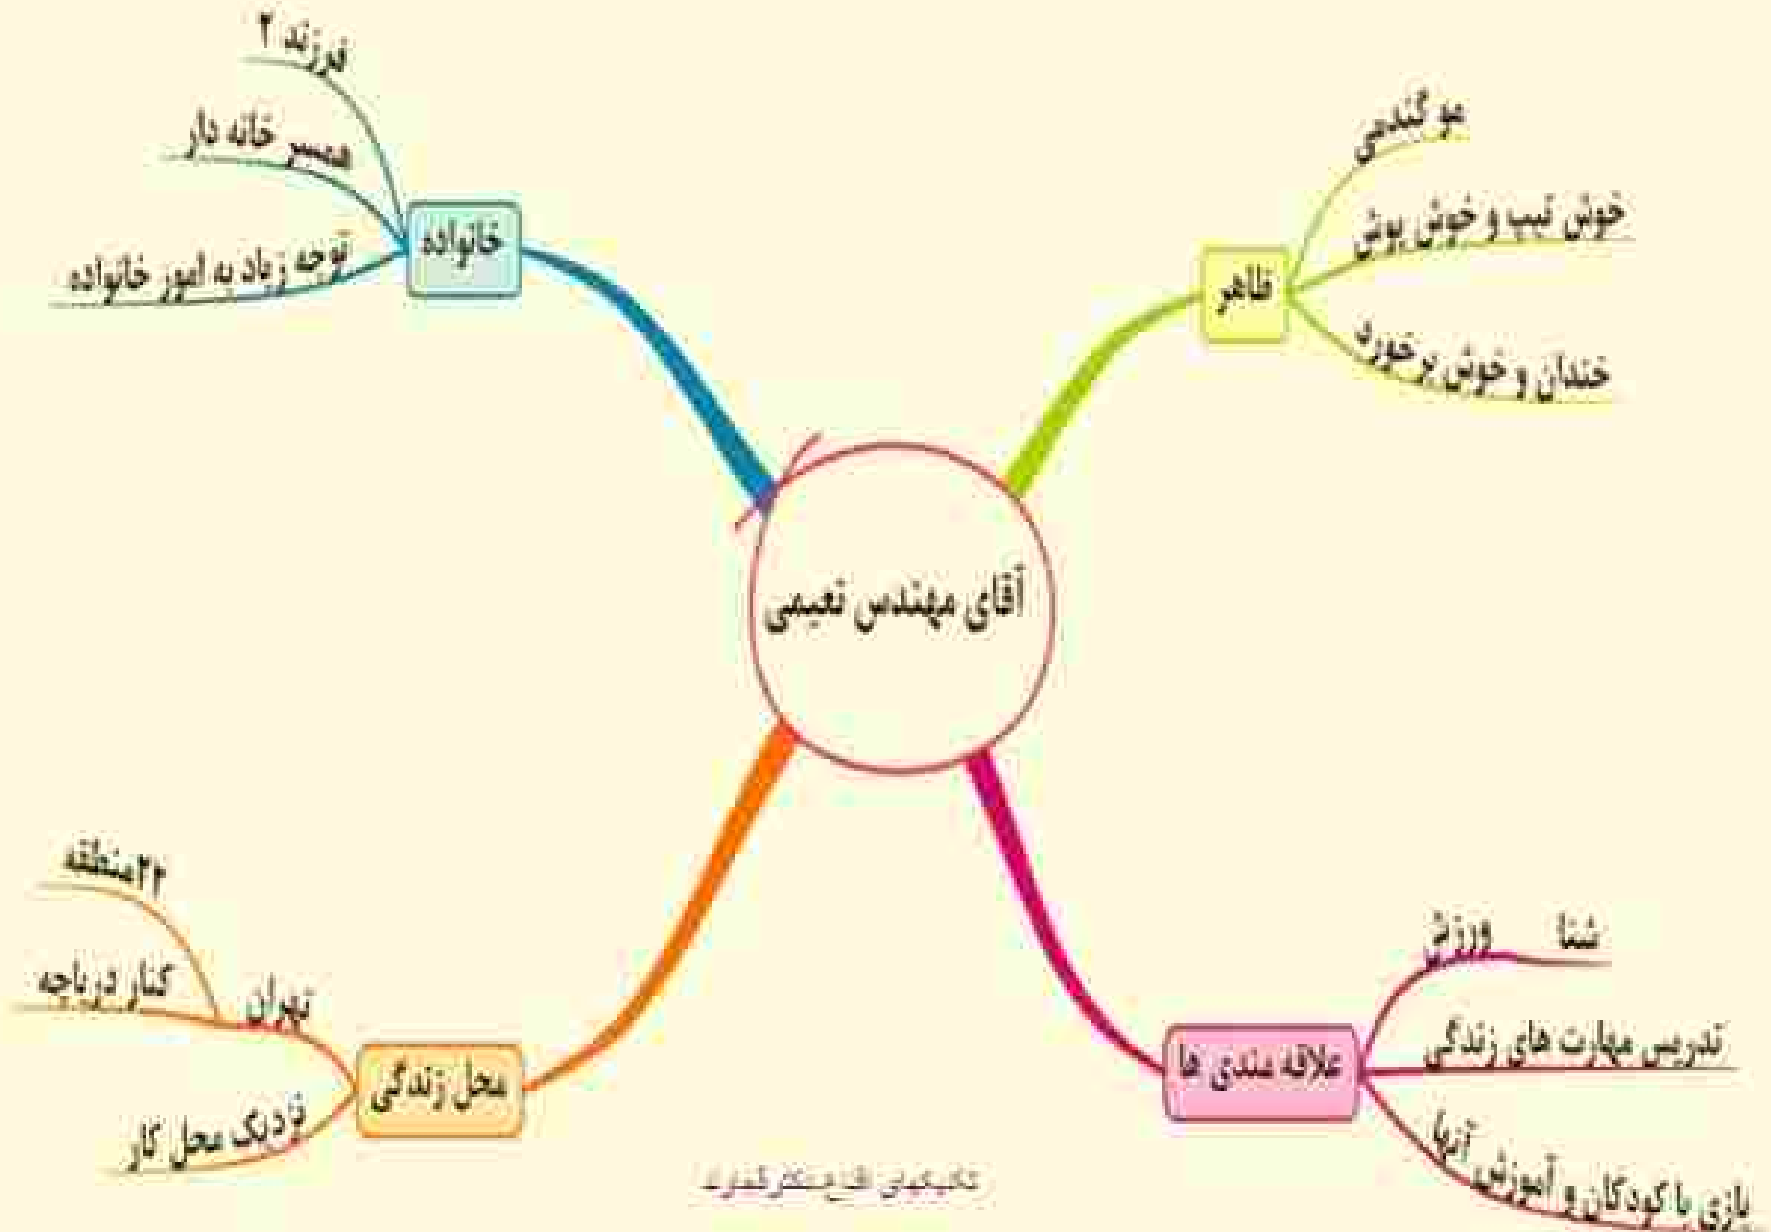 آقای مهندس نعیمی
ظاهر
مو گندمی
خوش تیپ و خوش پوش
خندان و خوش برخورد
علاقه مندی ها
ورزش
شنا
تدریس مهارت های زندگی
بازی با کودکان و آموزش آنها
محل زندگی
تهران
۲۲منطقه
کنار دریاچه
نزدیک محل کار
خانواده
فرزند ۲
همسر خانه دار
توجه زیاد به امور خانواده